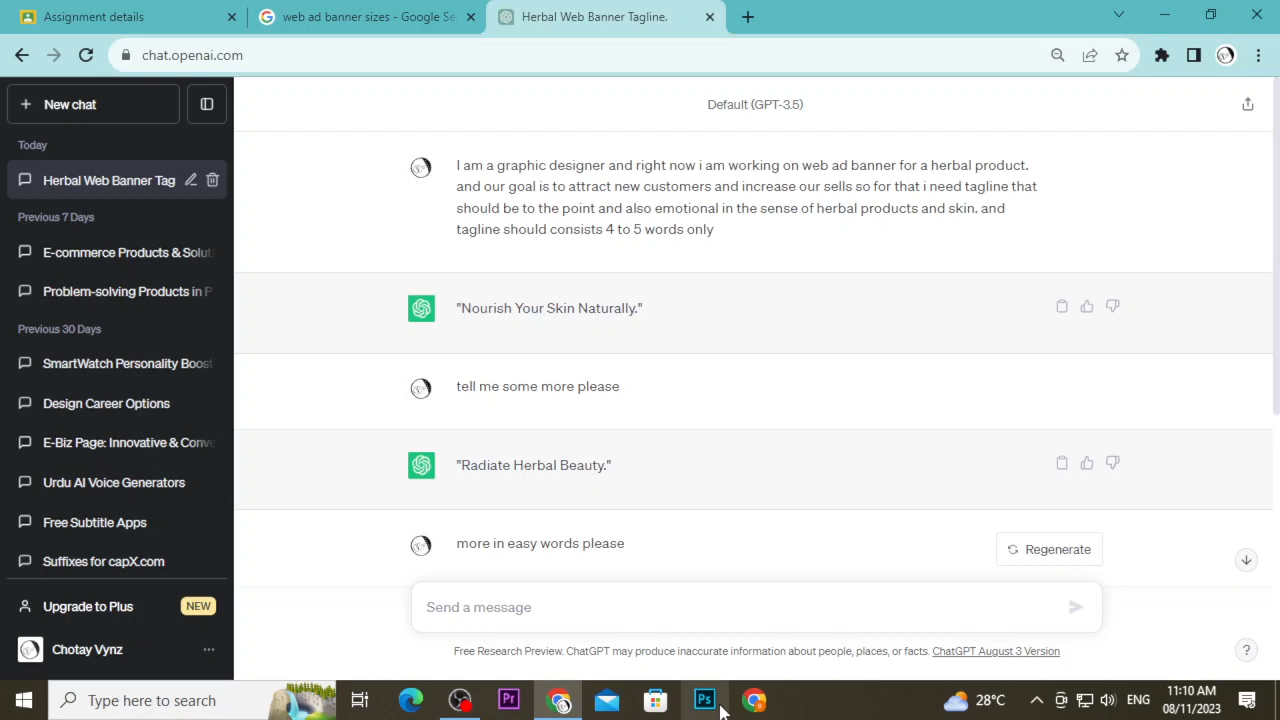 Assignment details
web ad banner sizes - Google Se
Herbal Web Banner Tagline.
chat.openai.com
New chat
Default (GPT-3.5)
Today
Herbal Web Banner Tag
Previous 7 Days
E-commerce Products & Soluti
Problem-solving Products in P
Previous 30 Days
SmartWatch Personality Boost
Design Career Options
E-Biz Page: Innovative & Conve
Urdu AI Voice Generators
Free Subtitle Apps
Suffixes for capX.com
Upgrade to Plus
NEW
Chotay Vynz
I am a graphic designer and right now i am working on web ad banner for a herbal product.
and our goal is to attract new customers and increase our sells so for that i need tagline that
should be to the point and also emotional in the sense of herbal products and skin. and
tagline should consists 4 to 5 words only
"Nourish Your Skin Naturally."
tell me some more please
"Radiate Herbal Beauty."
more in easy words please
Regenerate
Send a message
Free Research Preview. ChatGPT may produce inaccurate information about people, places, or facts. ChatGPT August 3 Version
?
Type here to search
Pr
Ps
28°C
ENG
11:10 AM
08/11/2023